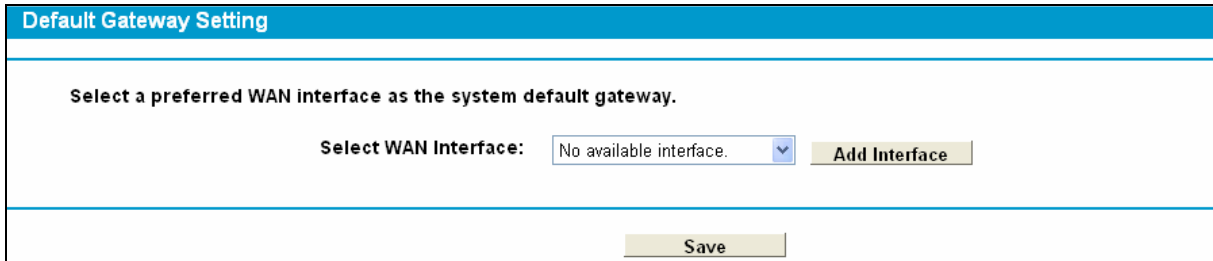 Default Gateway Setting
Select a preferred WAN interface as the system default gateway.
Select WAN Interface: No available interface. Add Interface
Save